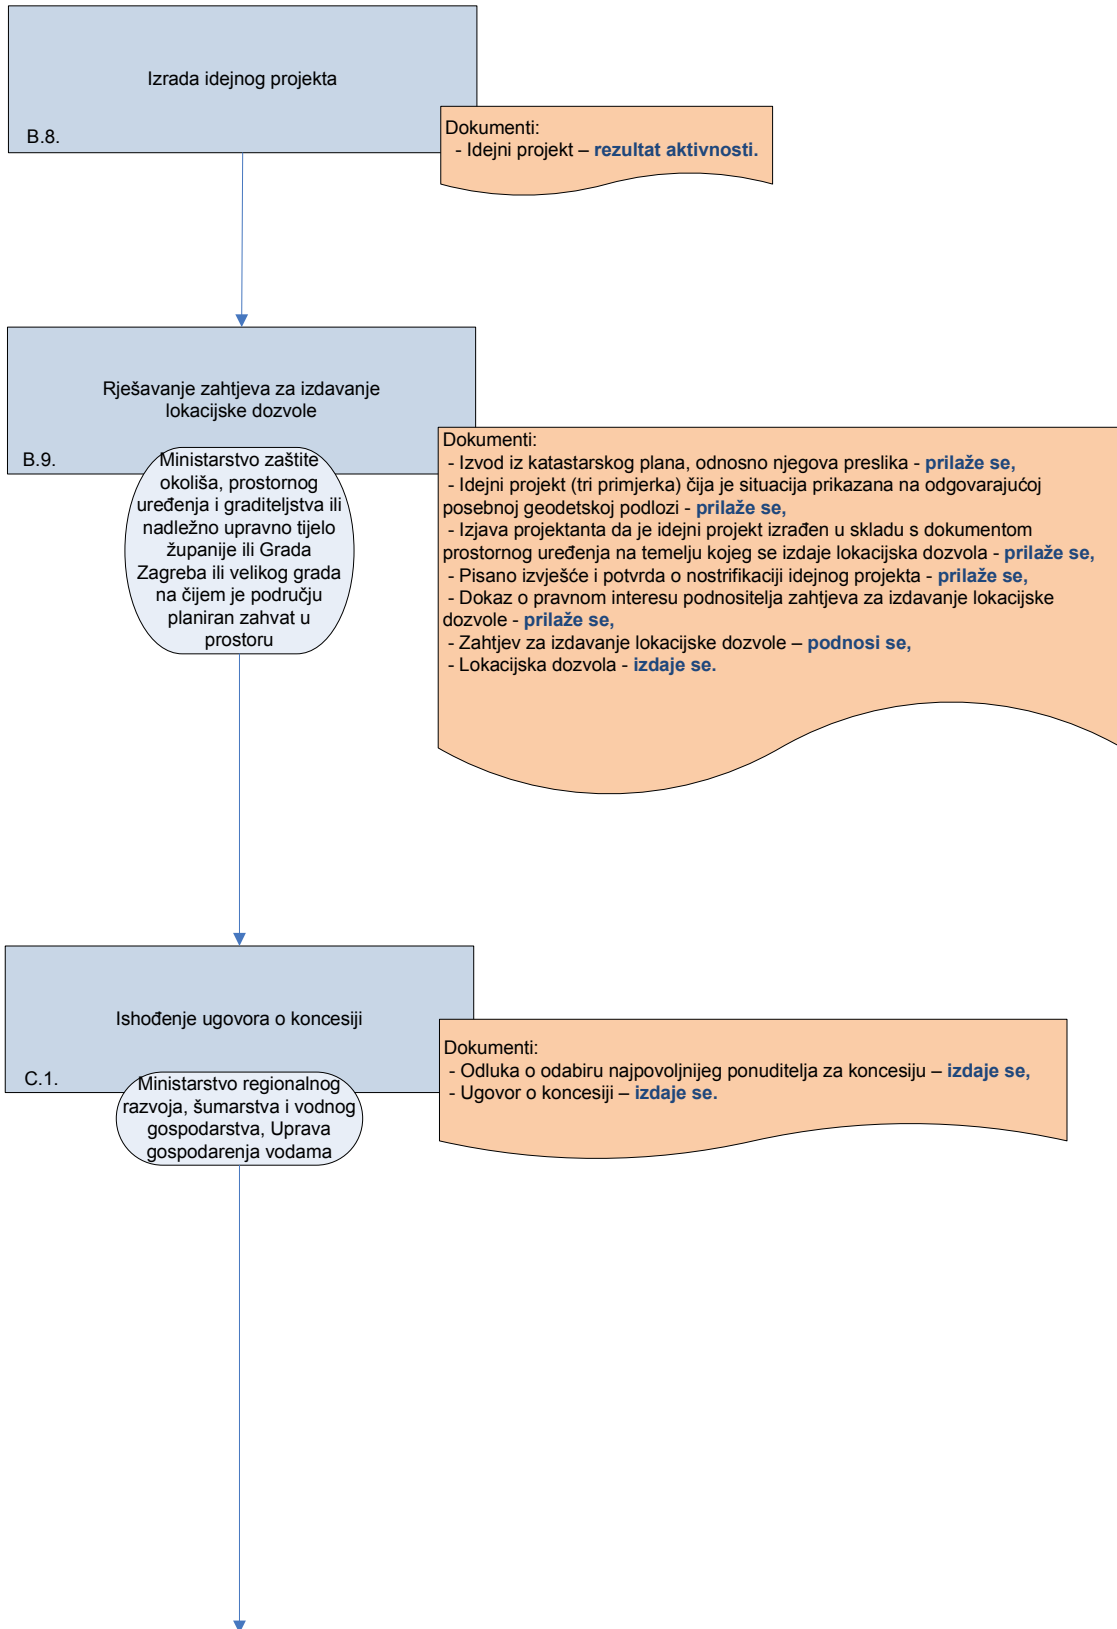 Izrada idejnog projekta
B.8.
Dokumenti:
- Idejni projekt – rezultat aktivnosti.
Rješavanje zahtjeva za izdavanje
lokacijske dozvole
B.9.
Ministarstvo zaštite
okoliša, prostornog
uređenja i graditeljstva ili
nadležno upravno tijelo
županije ili Grada
Zagreba ili velikog grada
na čijem je području
planiran zahvat u
prostoru
Dokumenti:
- Izvod iz katastarskog plana, odnosno njegova preslika - prilaže se,
- Idejni projekt (tri primjerka) čija je situacija prikazana na odgovarajućoj
posebnoj geodetskoj podlozi - prilaže se,
- Izjava projektanta da je idejni projekt izrađen u skladu s dokumentom
prostornog uređenja na temelju kojeg se izdaje lokacijska dozvola - prilaže se,
- Pisano izvješće i potvrda o nostrifikaciji idejnog projekta - prilaže se,
- Dokaz o pravnom interesu podnositelja zahtjeva za izdavanje lokacijske
dozvole - prilaže se,
- Zahtjev za izdavanje lokacijske dozvole – podnosi se,
- Lokacijska dozvola - izdaje se.
Ishođenje ugovora o koncesiji
C.1.
Ministarstvo regionalnog
razvoja, šumarstva i vodnog
gospodarstva, Uprava
gospodarenja vodama
Dokumenti:
- Odluka o odabiru najpovoljnijeg ponuditelja za koncesiju – izdaje se,
- Ugovor o koncesiji – izdaje se.